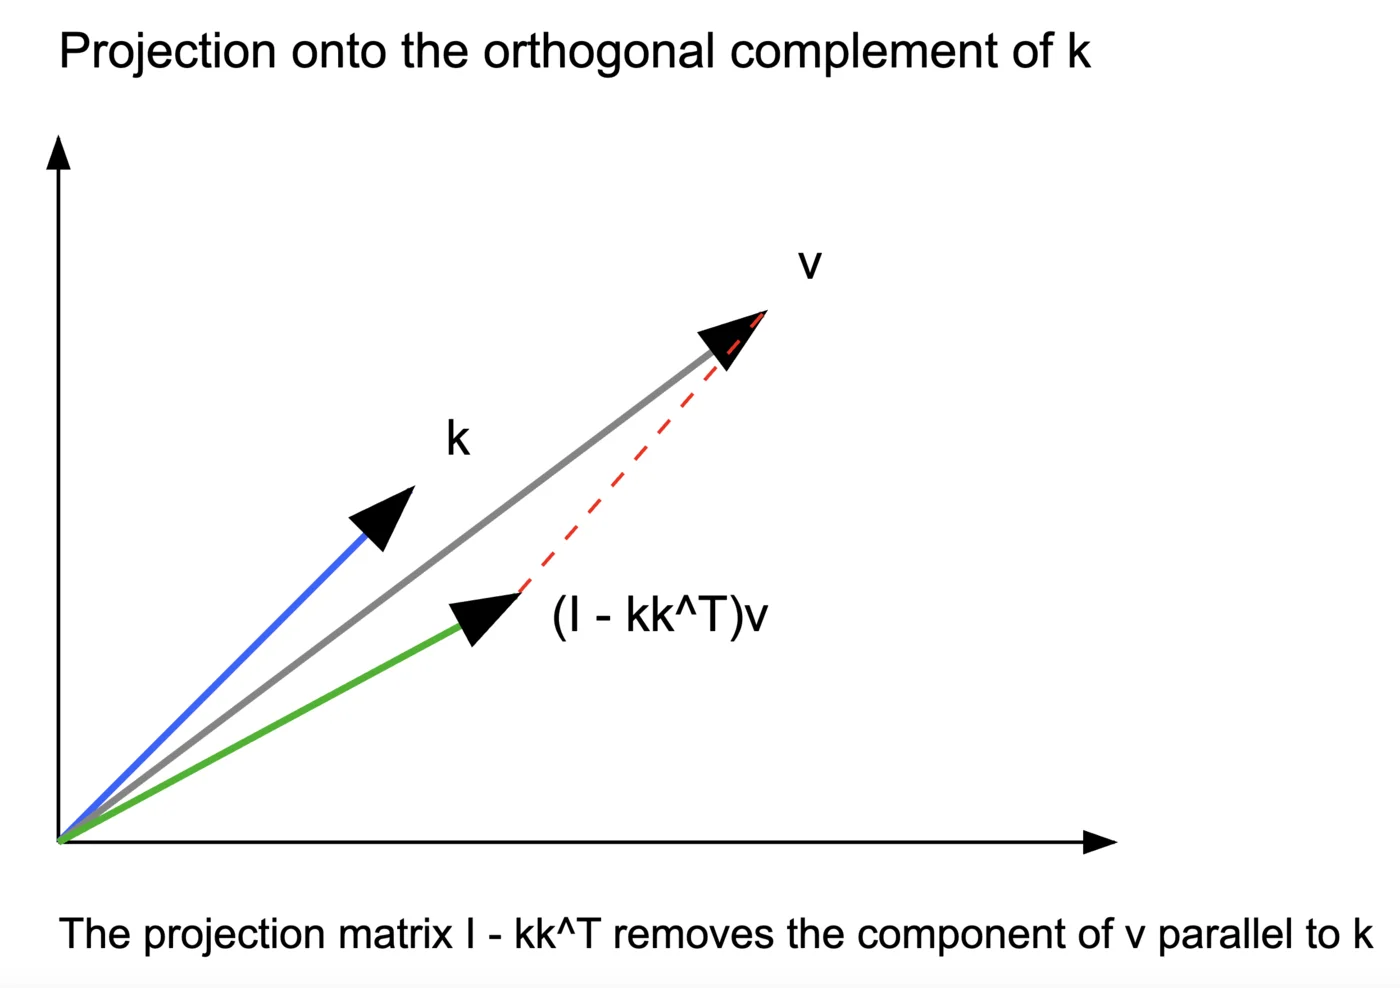 Projection onto the orthogonal complement of k
v
k
(I - kk^T)v
The projection matrix I - kk^T removes the component of v parallel to k